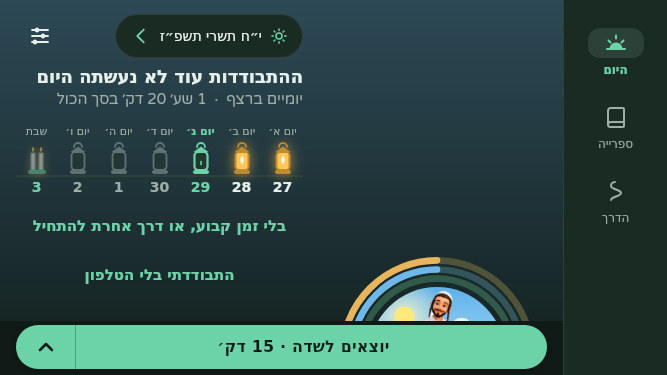 י״ח תשרי תשפ״ז
ההתבודדות עוד לא נעשתה היום
יומיים ברצף · 1 שע׳ 20 דק׳ בסך הכול
יום א׳ יום ב׳ יום ג׳ יום ד׳ יום ה׳ יום ו׳ שבת
27 28 29 30 1 2 3
בלי זמן קבוע, או דרך אחרת להתחיל
התבודדתי בלי הטלפון
יוצאים לשדה · 15 דק׳
היום
ספרייה
הדרך